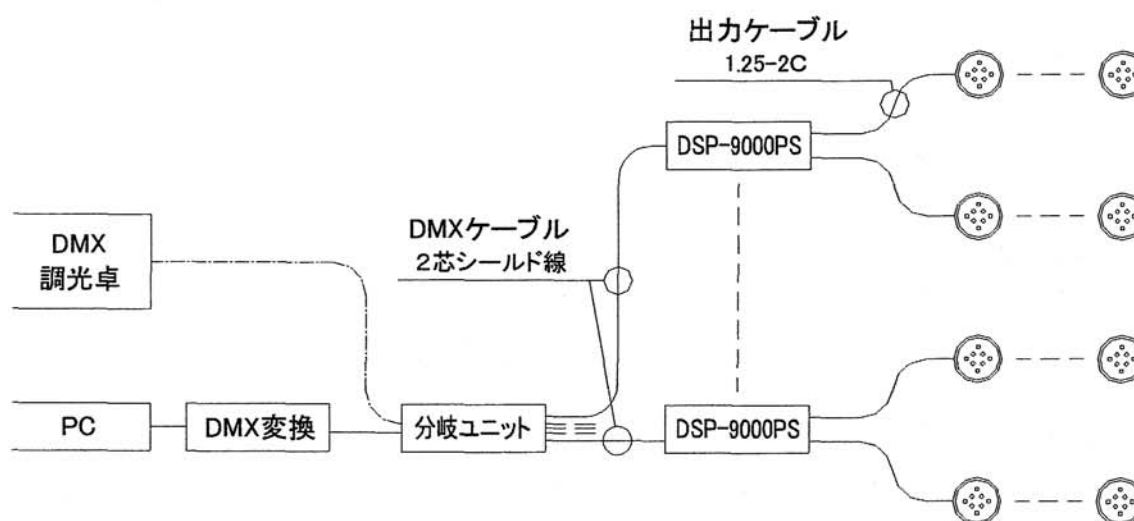 出力ケーブル
1.25-2C
DSP-9000PS
DMXケーブル
2芯シールド線
DMX
調光卓
PC
DMX変換
分岐ユニット
DSP-9000PS